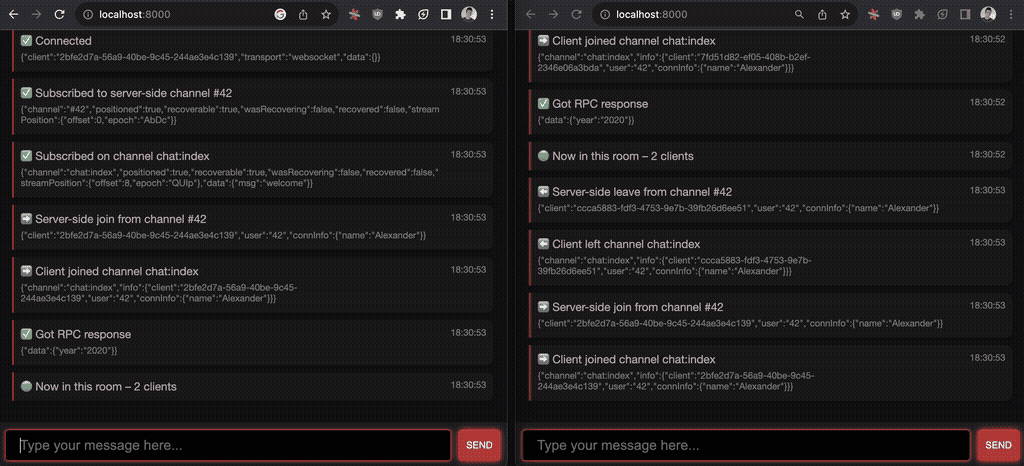 localhost:8000
Connected 18:30:53
{"client":"2bfe2d7a-56a9-40be-9c45-244ae3e4c139","transport":"websocket","data":{}}
Subscribed to server-side channel #42 18:30:53
{"channel":"#42","positioned":true,"recoverable":true,"wasRecovering":false,"recovered":false,"stream
Position":{"offset":0,"epoch":"AbDc"}}
Subscribed on channel chat:index 18:30:53
{"channel":"chat:index","positioned":true,"recoverable":true,"wasRecovering":false,"recovered":false,"
streamPosition":{"offset":8,"epoch":"QUIp"},"data":{"msg":"welcome"}}
Server-side join from channel #42 18:30:53
{"client":"2bfe2d7a-56a9-40be-9c45-244ae3e4c139","user":"42","connInfo":{"name":"Alexander"}}
Client joined channel chat:index 18:30:53
{"channel":"chat:index","info":{"client":"2bfe2d7a-56a9-40be-9c45-
244ae3e4c139","user":"42","connInfo":{"name":"Alexander"}}}
Got RPC response 18:30:53
{"data":{"year":"2020"}}
Now in this room – 2 clients 18:30:53
Type your message here...
SEND
localhost:8000
Client joined channel chat:index 18:30:52
{"channel":"chat:index","info":{"client":"7fd51d82-ef05-408b-b2ef-
2346e06a3bda","user":"42","connInfo":{"name":"Alexander"}}}
Got RPC response 18:30:52
{"data":{"year":"2020"}}
Now in this room – 2 clients 18:30:52
Server-side leave from channel #42 18:30:53
{"client":"ccca5883-fdf3-4753-9e7b-39fb26d6ee51","user":"42","connInfo":{"name":"Alexander"}}
Client left channel chat:index 18:30:53
{"channel":"chat:index","info":{"client":"ccca5883-fdf3-4753-9e7b-
39fb26d6ee51","user":"42","connInfo":{"name":"Alexander"}}}
Server-side join from channel #42 18:30:53
{"client":"2bfe2d7a-56a9-40be-9c45-244ae3e4c139","user":"42","connInfo":{"name":"Alexander"}}
Client joined channel chat:index 18:30:53
{"channel":"chat:index","info":{"client":"2bfe2d7a-56a9-40be-9c45-
244ae3e4c139","user":"42","connInfo":{"name":"Alexander"}}}
Type your message here...
SEND